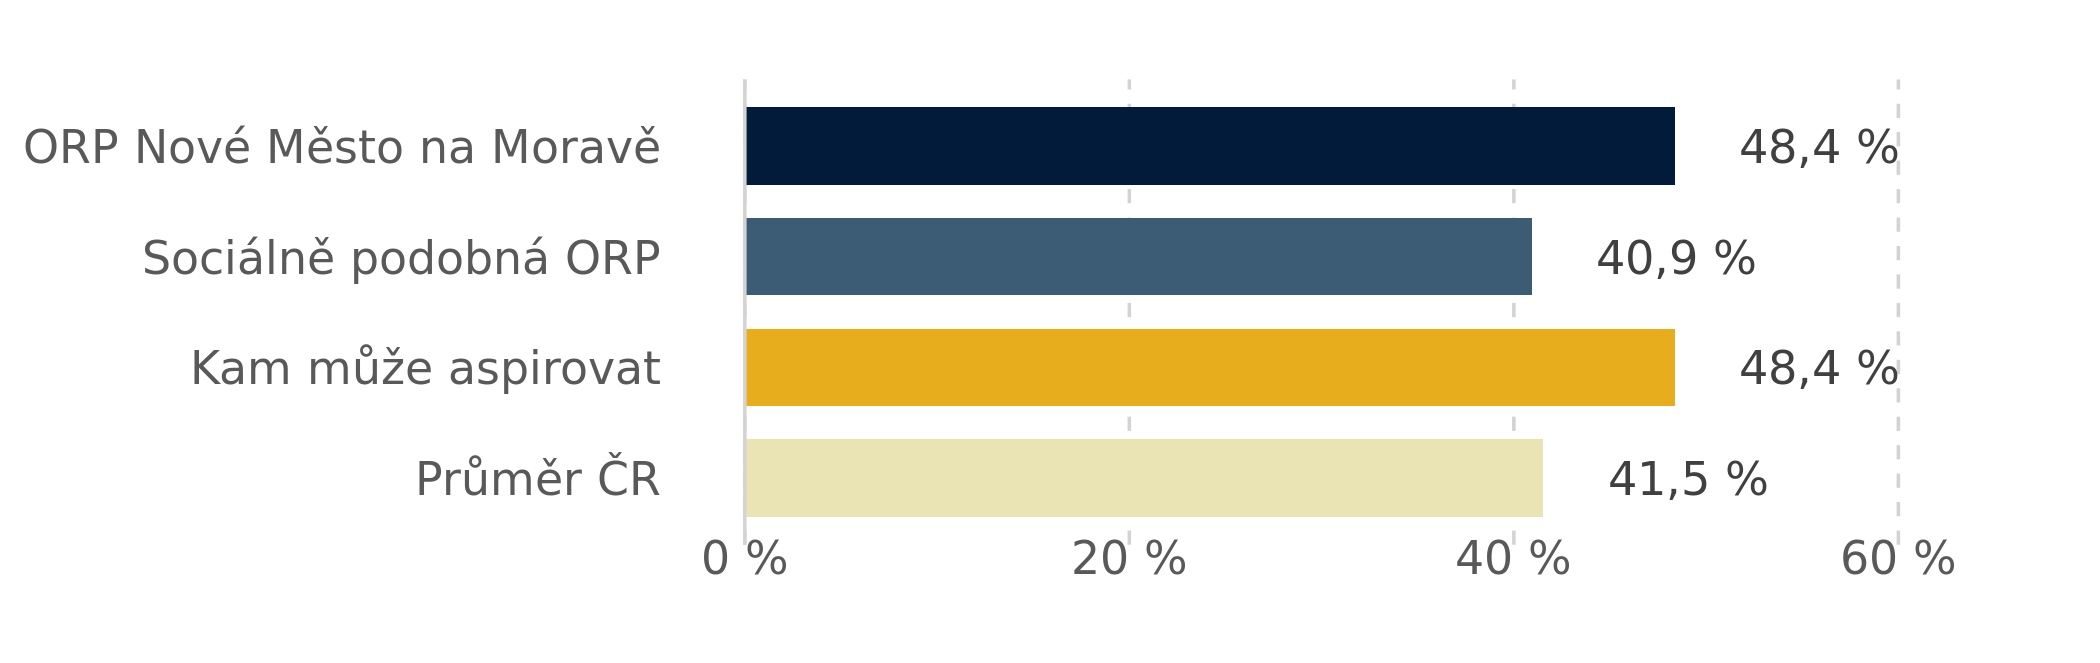 ORP Nové Město na Moravě 48,4 %
Sociálně podobná ORP 40,9 %
Kam může aspirovat 48,4 %
Průměr ČR 41,5 %
0 % 20 % 40 % 60 %